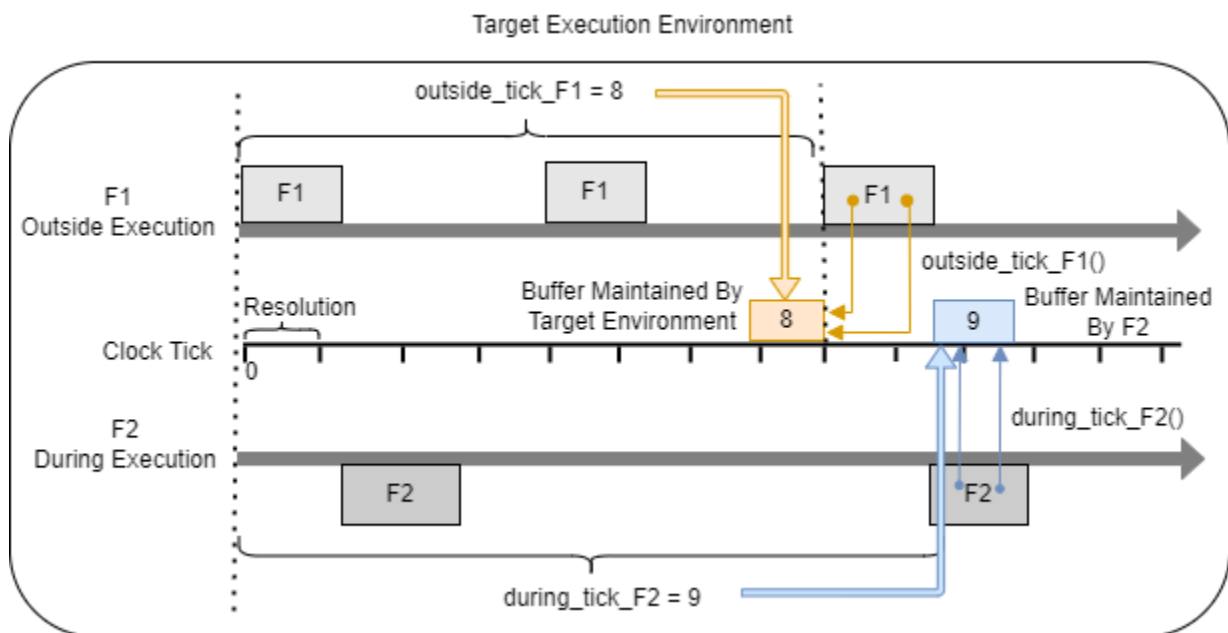 Target Execution Environment
outside_tick_F1 = 8
F1
Outside Execution
F1
F1
F1
outside_tick_F1()
Resolution
Buffer Maintained By
Target Environment
8
9
Buffer Maintained
By F2
Clock Tick
0
F2
During Execution
during_tick_F2()
F2
F2
during_tick_F2 = 9